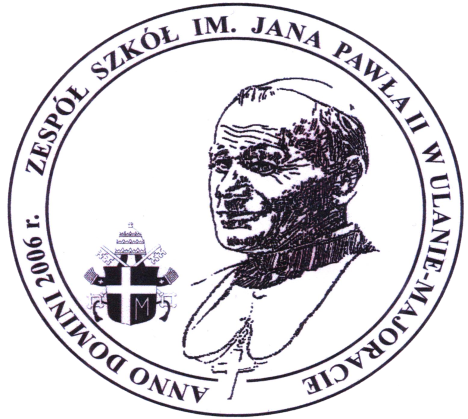 ZESPÓŁ SZKÓŁ IM. JANA PAWŁA II W ULANIE-MAJORACIE
ANNO DOMINI 2006 r.
M